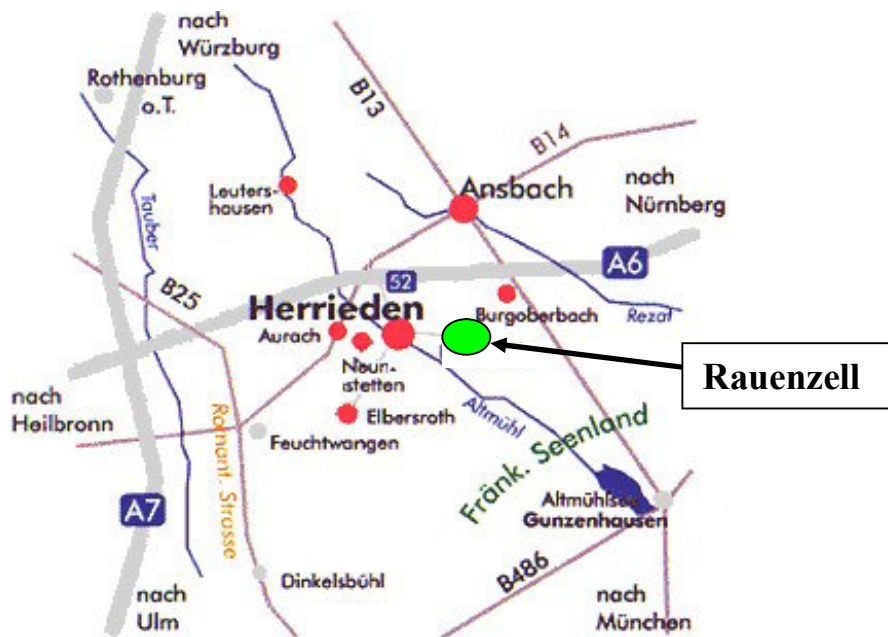 nach
Würzburg
Rothenburg
o.T.
B13
B14
Leuters-
hausen
Ansbach
nach
Nürnberg
Tauber
A6
52
B25
Herrieden
Burgoberbach
Rezat
Aurach
Neun-
stetten
Rauenzell
nach
Heilbronn
Elbersroth
Altmühl
Feuchtwangen
Romant. Strasse
Fränk. Seenland
A7
Altmühlsee
Gunzenhausen
Dinkelsbühl
B486
nach
Ulm
nach
München